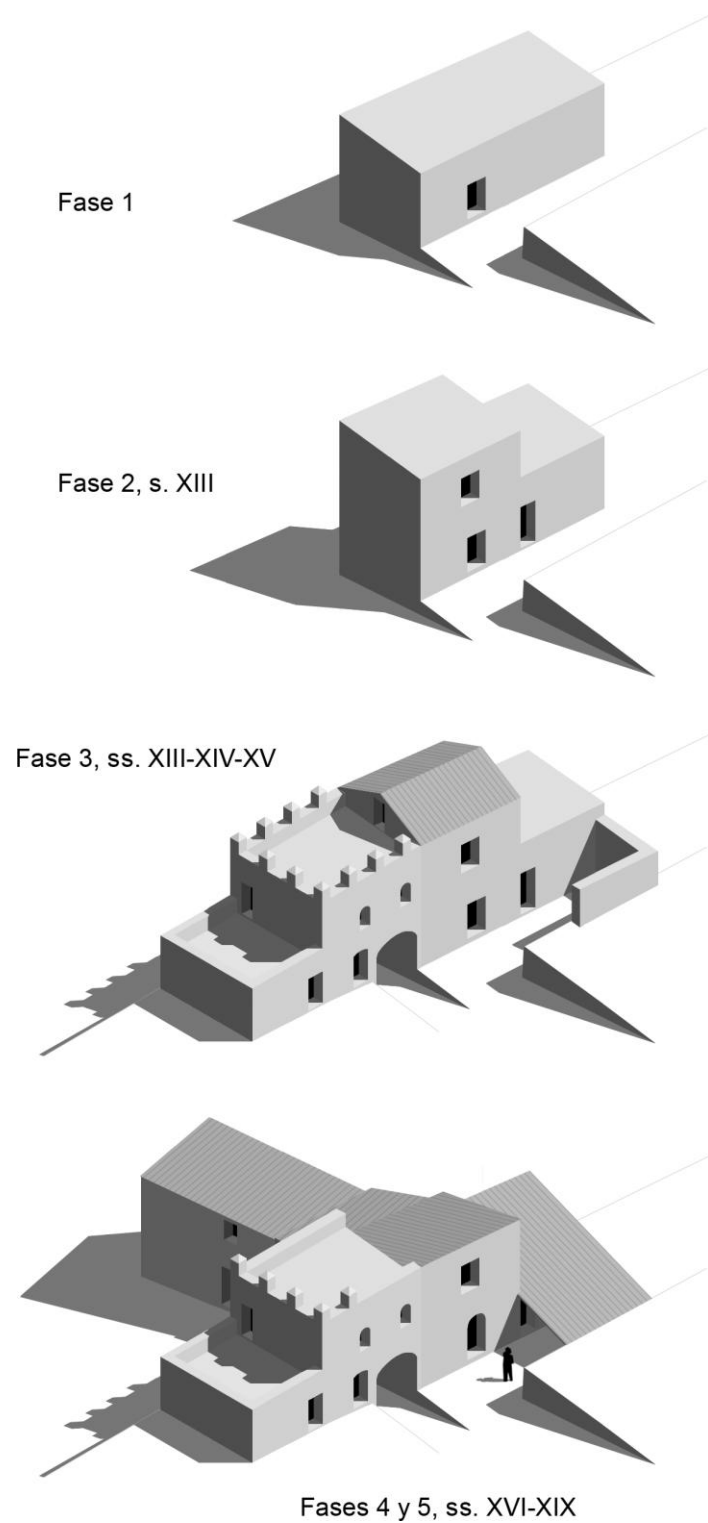 Fase 1
Fase 2, s. XIII
Fase 3, ss. XIII-XIV-XV
Fases 4 y 5, ss. XVI-XIX